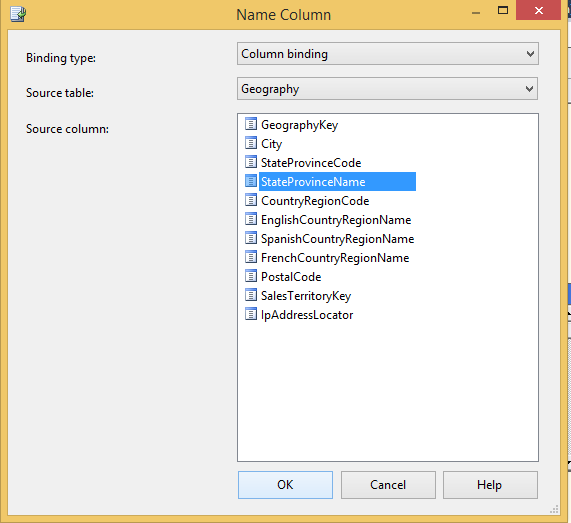 Name Column
Binding type:
Column binding
Source table:
Geography
Source column:
GeographyKey
City
StateProvinceCode
StateProvinceName
CountryRegionCode
EnglishCountryRegionName
SpanishCountryRegionName
FrenchCountryRegionName
PostalCode
SalesTerritoryKey
IpAddressLocator
OK
Cancel
Help